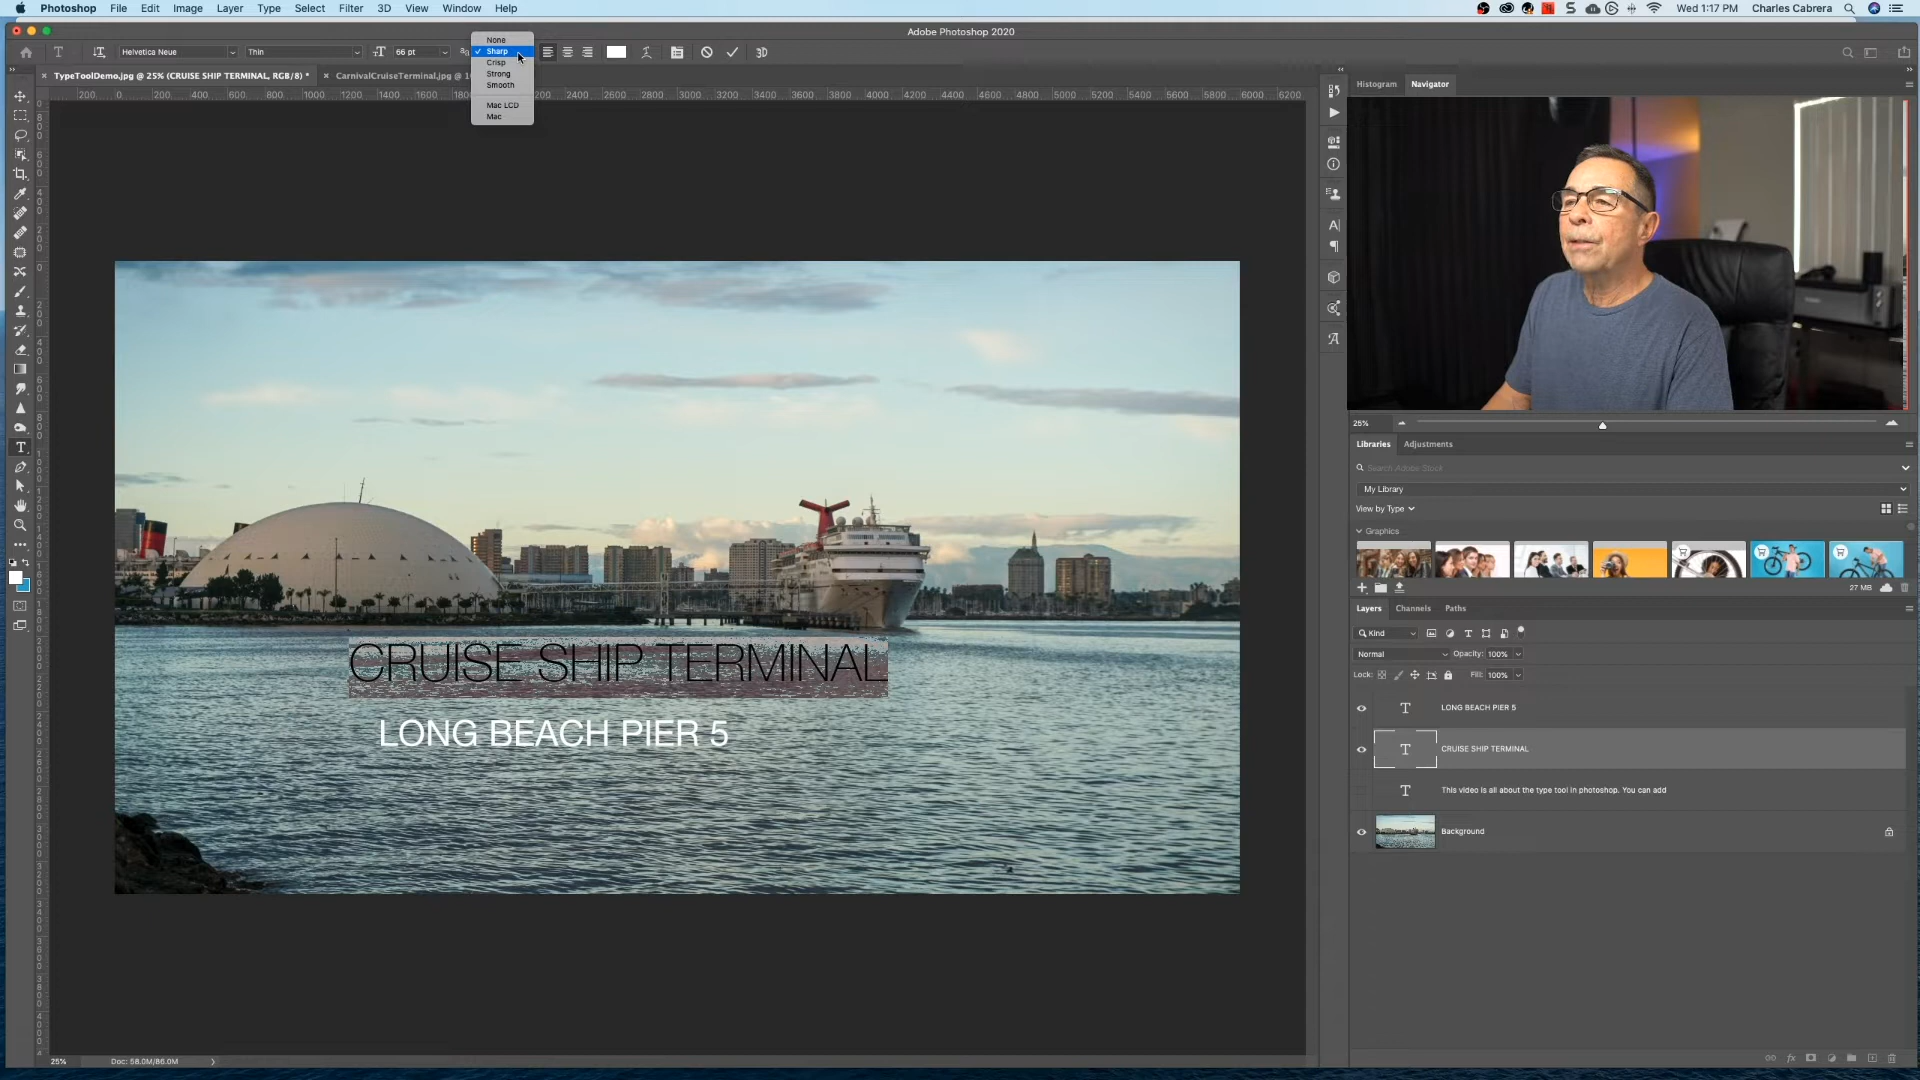 Photoshop File Edit Image Layer Type Select Filter 3D View Window Help
Wed 1:17 PM Charles Cabrera
Adobe Photoshop 2020
Helvetica Neue Thin 66 pt
None
Sharp
Crisp
Strong
Smooth
Mac LCD
Mac
3D
TypeToolDemo.jpg @ 25% (CRUISE SHIP TERMINAL, RGB/8) *
CarnivalCruiseTerminal.jpg @ 1
Histogram Navigator
25%
Libraries Adjustments
Search Adobe Stock
My Library
View by Type
Graphics
27 MB
Layers Channels Paths
Kind
Normal Opacity: 100%
Lock: Fill: 100%
LONG BEACH PIER 5
CRUISE SHIP TERMINAL
This video is all about the type tool in photoshop. You can add
Background
CRUISE SHIP TERMINAL
LONG BEACH PIER 5
25% Doc: 58.0M/86.0M